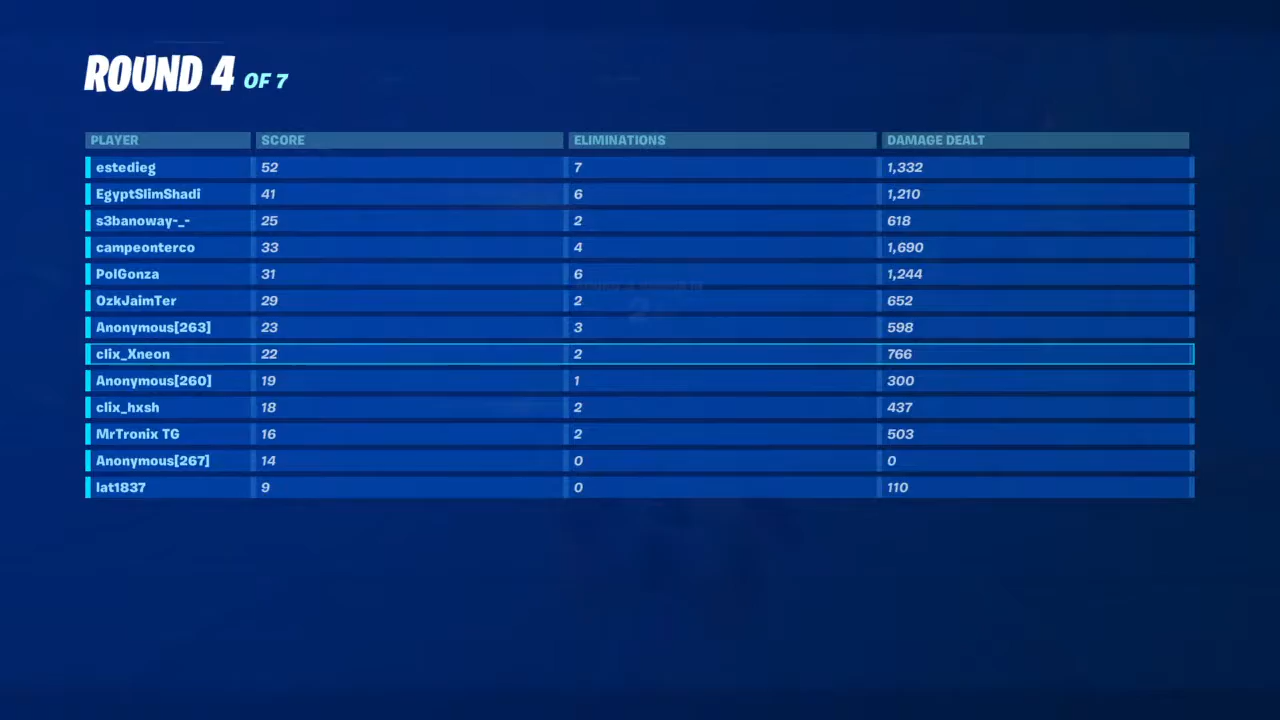 ROUND 4 OF 7
PLAYER SCORE ELIMINATIONS DAMAGE DEALT
estedieg 52 7 1,332
EgyptSlimShadi 41 6 1,210
s3banoway-_- 25 2 618
campeonterco 33 4 1,690
PolGonza 31 6 1,244
OzkJaimTer 29 2 652
Anonymous[263] 23 3 598
clix_Xneon 22 2 766
Anonymous[260] 19 1 300
clix_hxsh 18 2 437
MrTronix TG 16 2 503
Anonymous[267] 14 0 0
lat1837 9 0 110